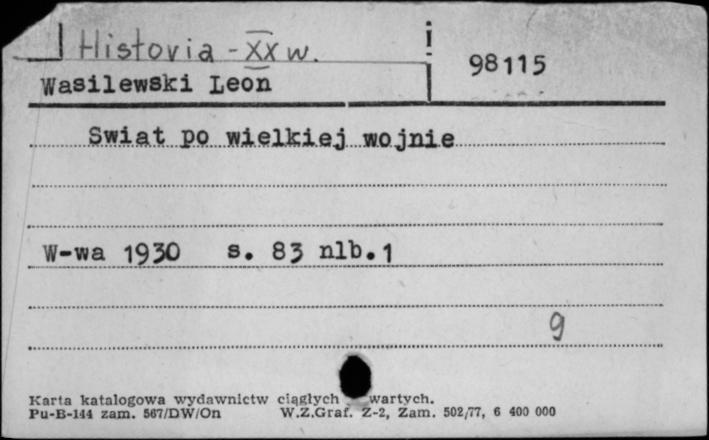 Historia - XX w.
98115
Wasilewski Leon
Swiat po wielkiej wojnie
W-wa 1930 s. 83 nlb.1
9
Karta katalogowa wydawnictw ciągłych wartych.
Pu-B-144 zam. 567/DW/On W.Z.Graf. Z-2, Zam. 502/77, 6 400 000